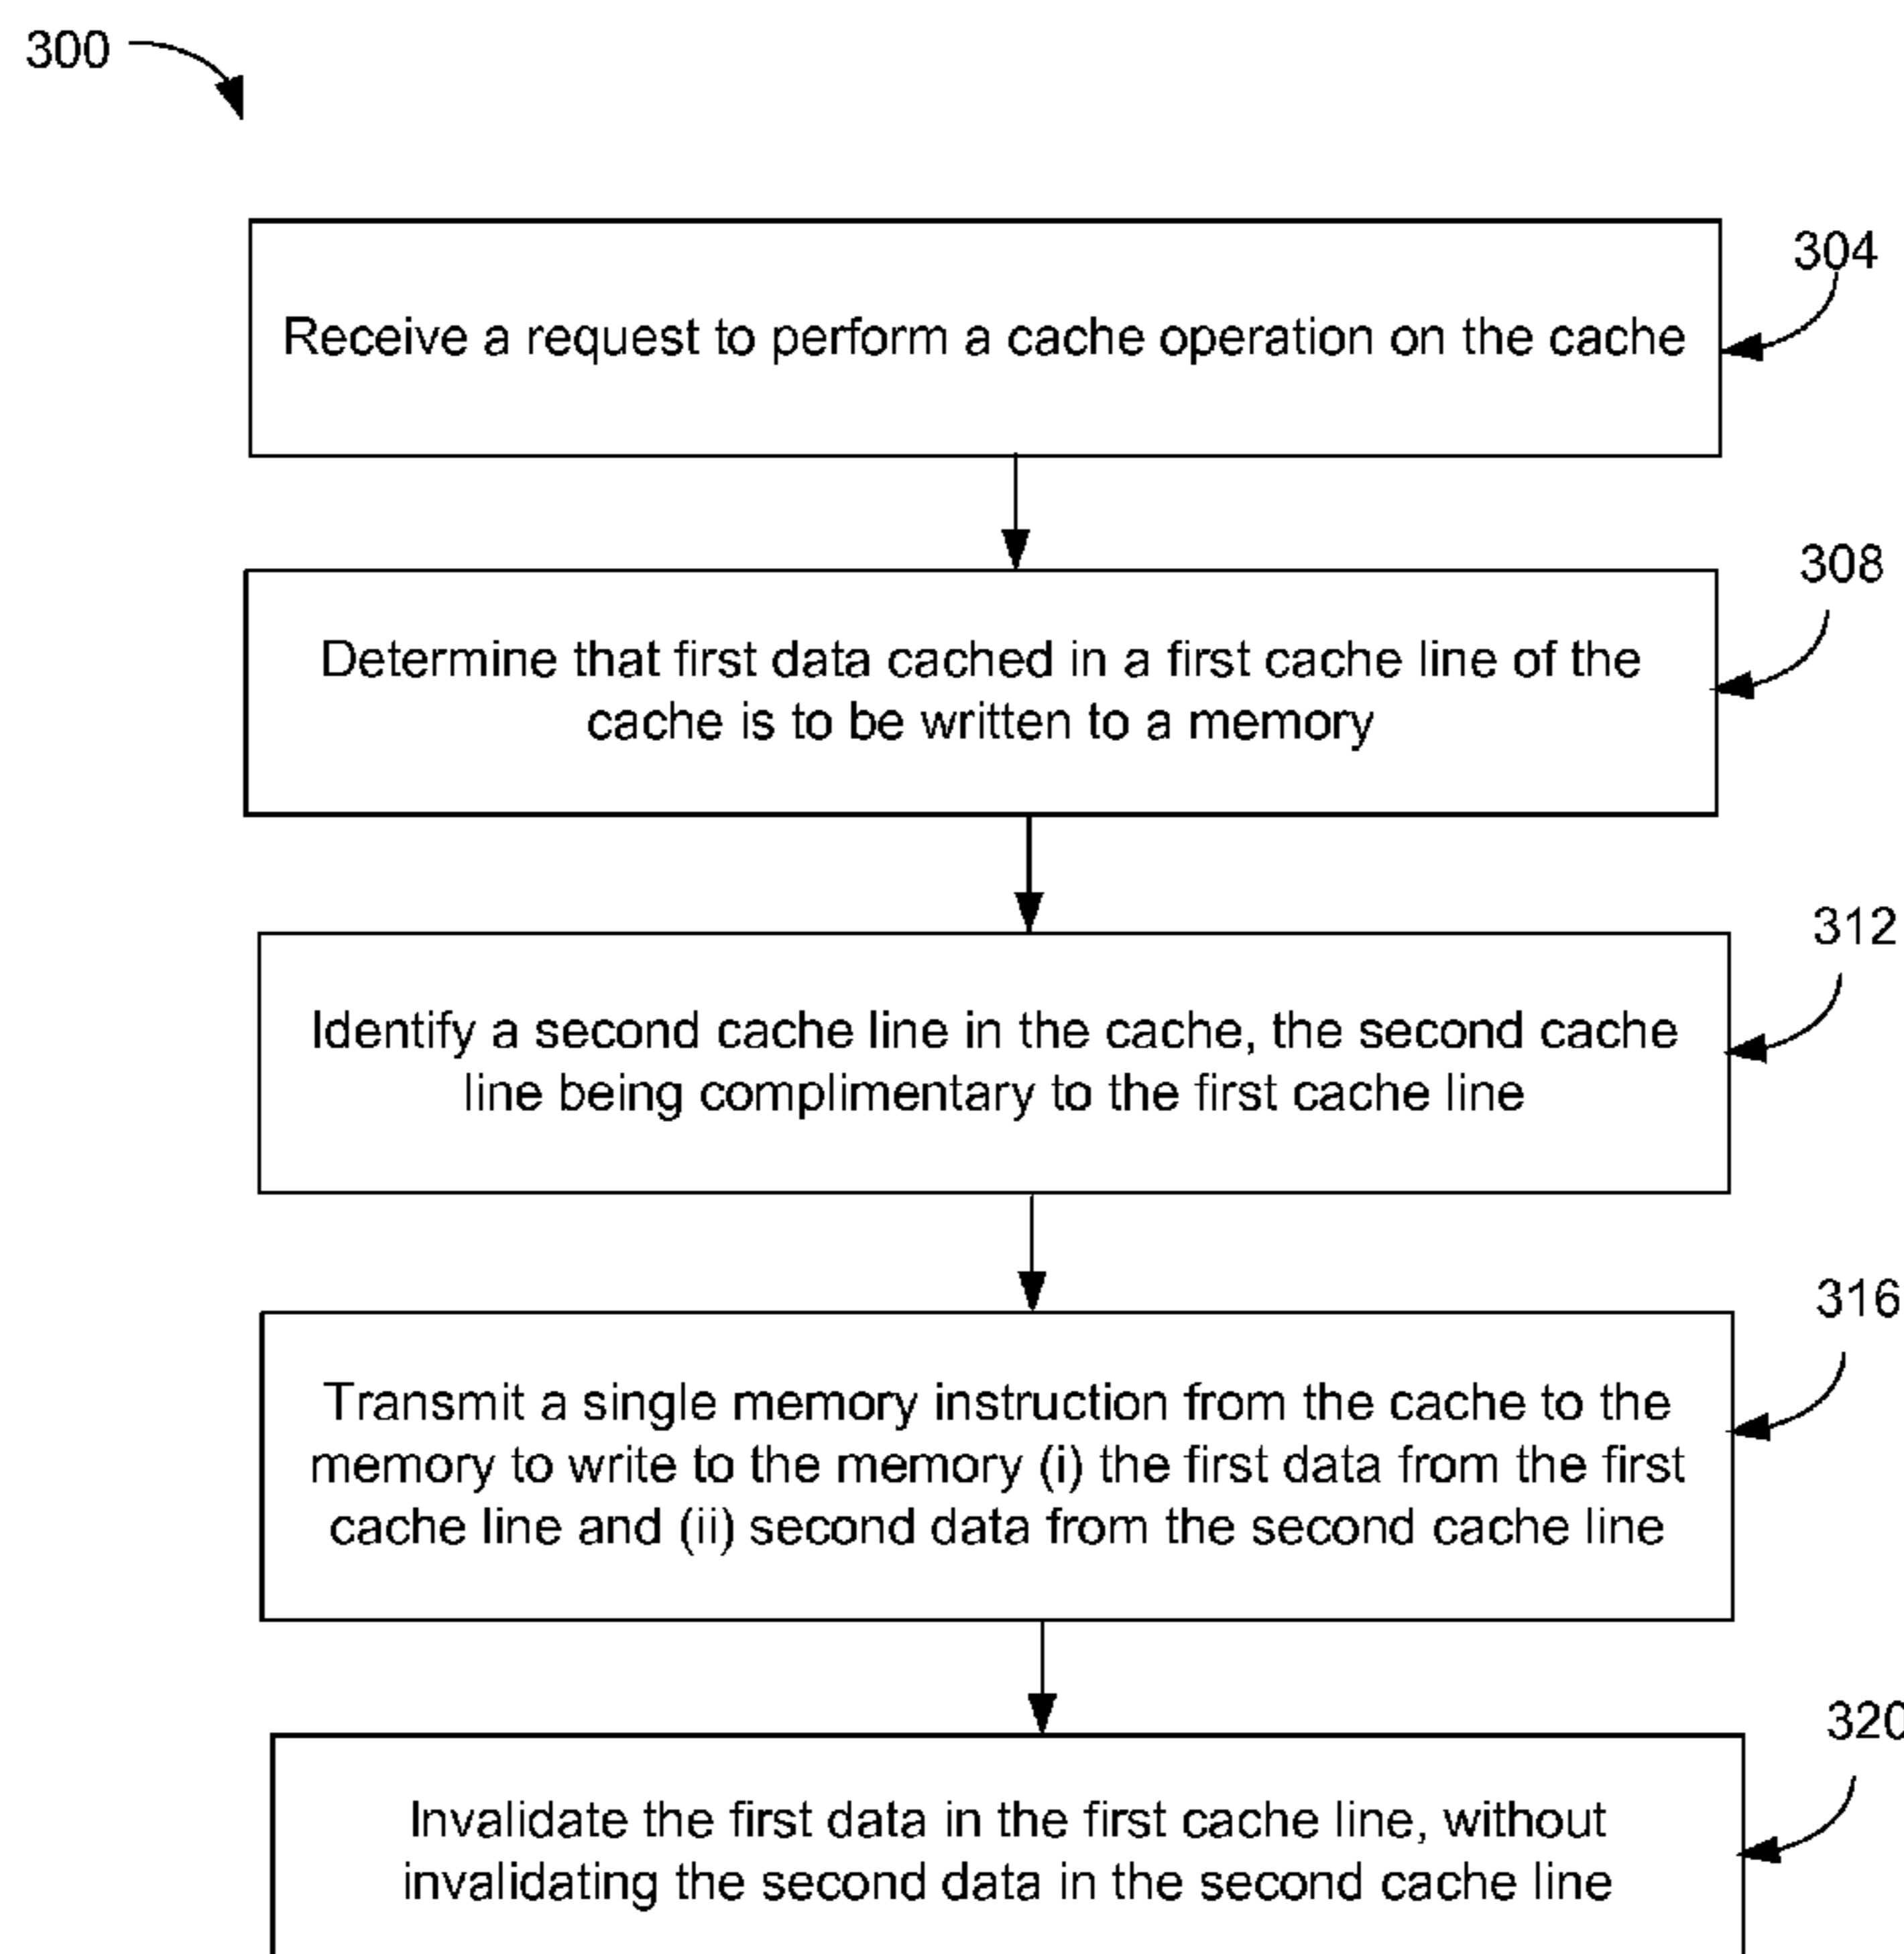 300
304
Receive a request to perform a cache operation on the cache
308
Determine that first data cached in a first cache line of the
cache is to be written to a memory
312
Identify a second cache line in the cache, the second cache
line being complimentary to the first cache line
316
Transmit a single memory instruction from the cache to the
memory to write to the memory (i) the first data from the first
cache line and (ii) second data from the second cache line
320
Invalidate the first data in the first cache line, without
invalidating the second data in the second cache line